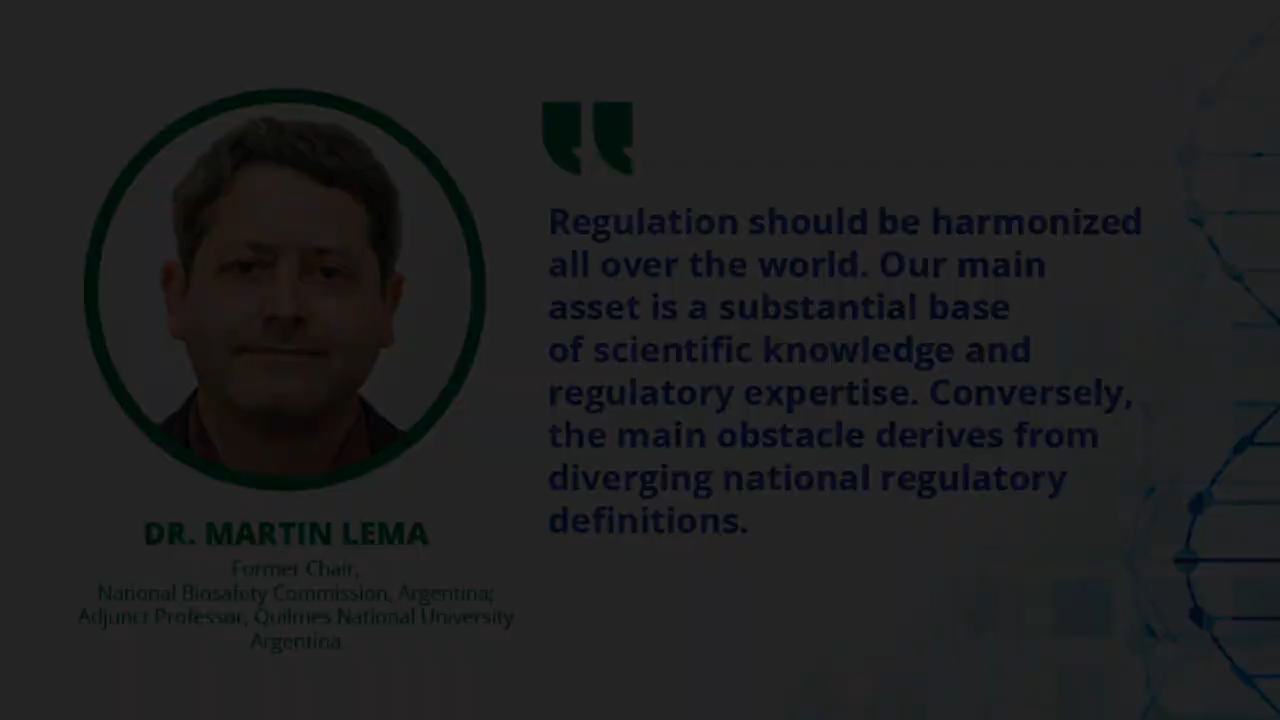 Regulation should be harmonized
all over the world. Our main
asset is a substantial base
of scientific knowledge and
regulatory expertise. Conversely,
the main obstacle derives from
diverging national regulatory
definitions.
DR. MARTIN LEMA
Former Chair,
National Biosafety Commission, Argentina;
Adjunct Professor, Quilmes National University
Argentina